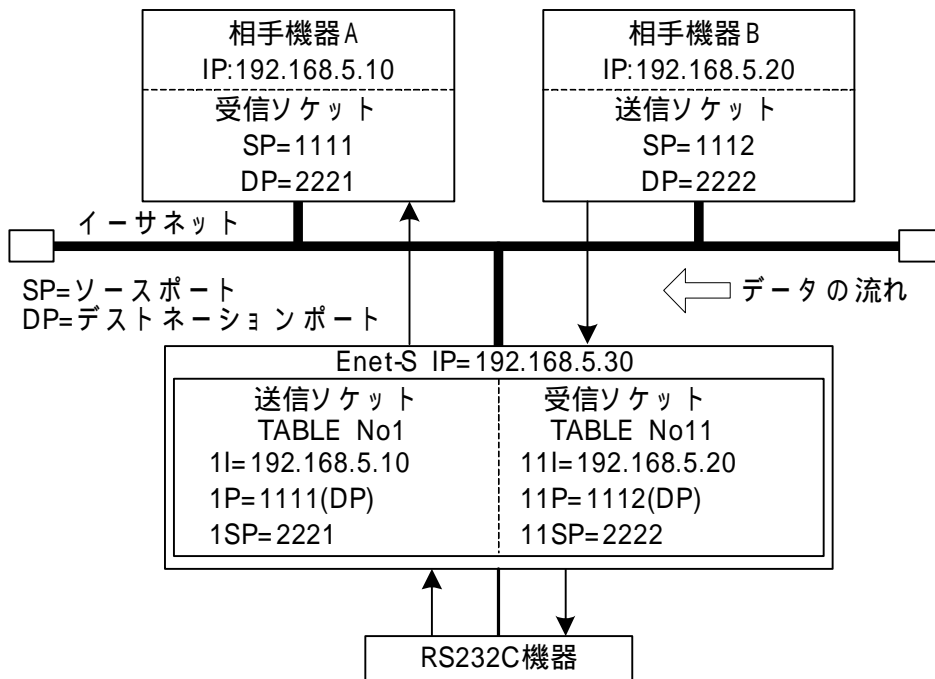 相手機器A
IP:192.168.5.10
受信ソケット
SP=1111
DP=2221
相手機器B
IP:192.168.5.20
送信ソケット
SP=1112
DP=2222
イーサネット
SP=ソースポート
DP=デストネーションポート
データの流れ
Enet-S IP=192.168.5.30
送信ソケット
TABLE No1
1I=192.168.5.10
1P=1111(DP)
1SP=2221
受信ソケット
TABLE No11
11I=192.168.5.20
11P=1112(DP)
11SP=2222
RS232C機器